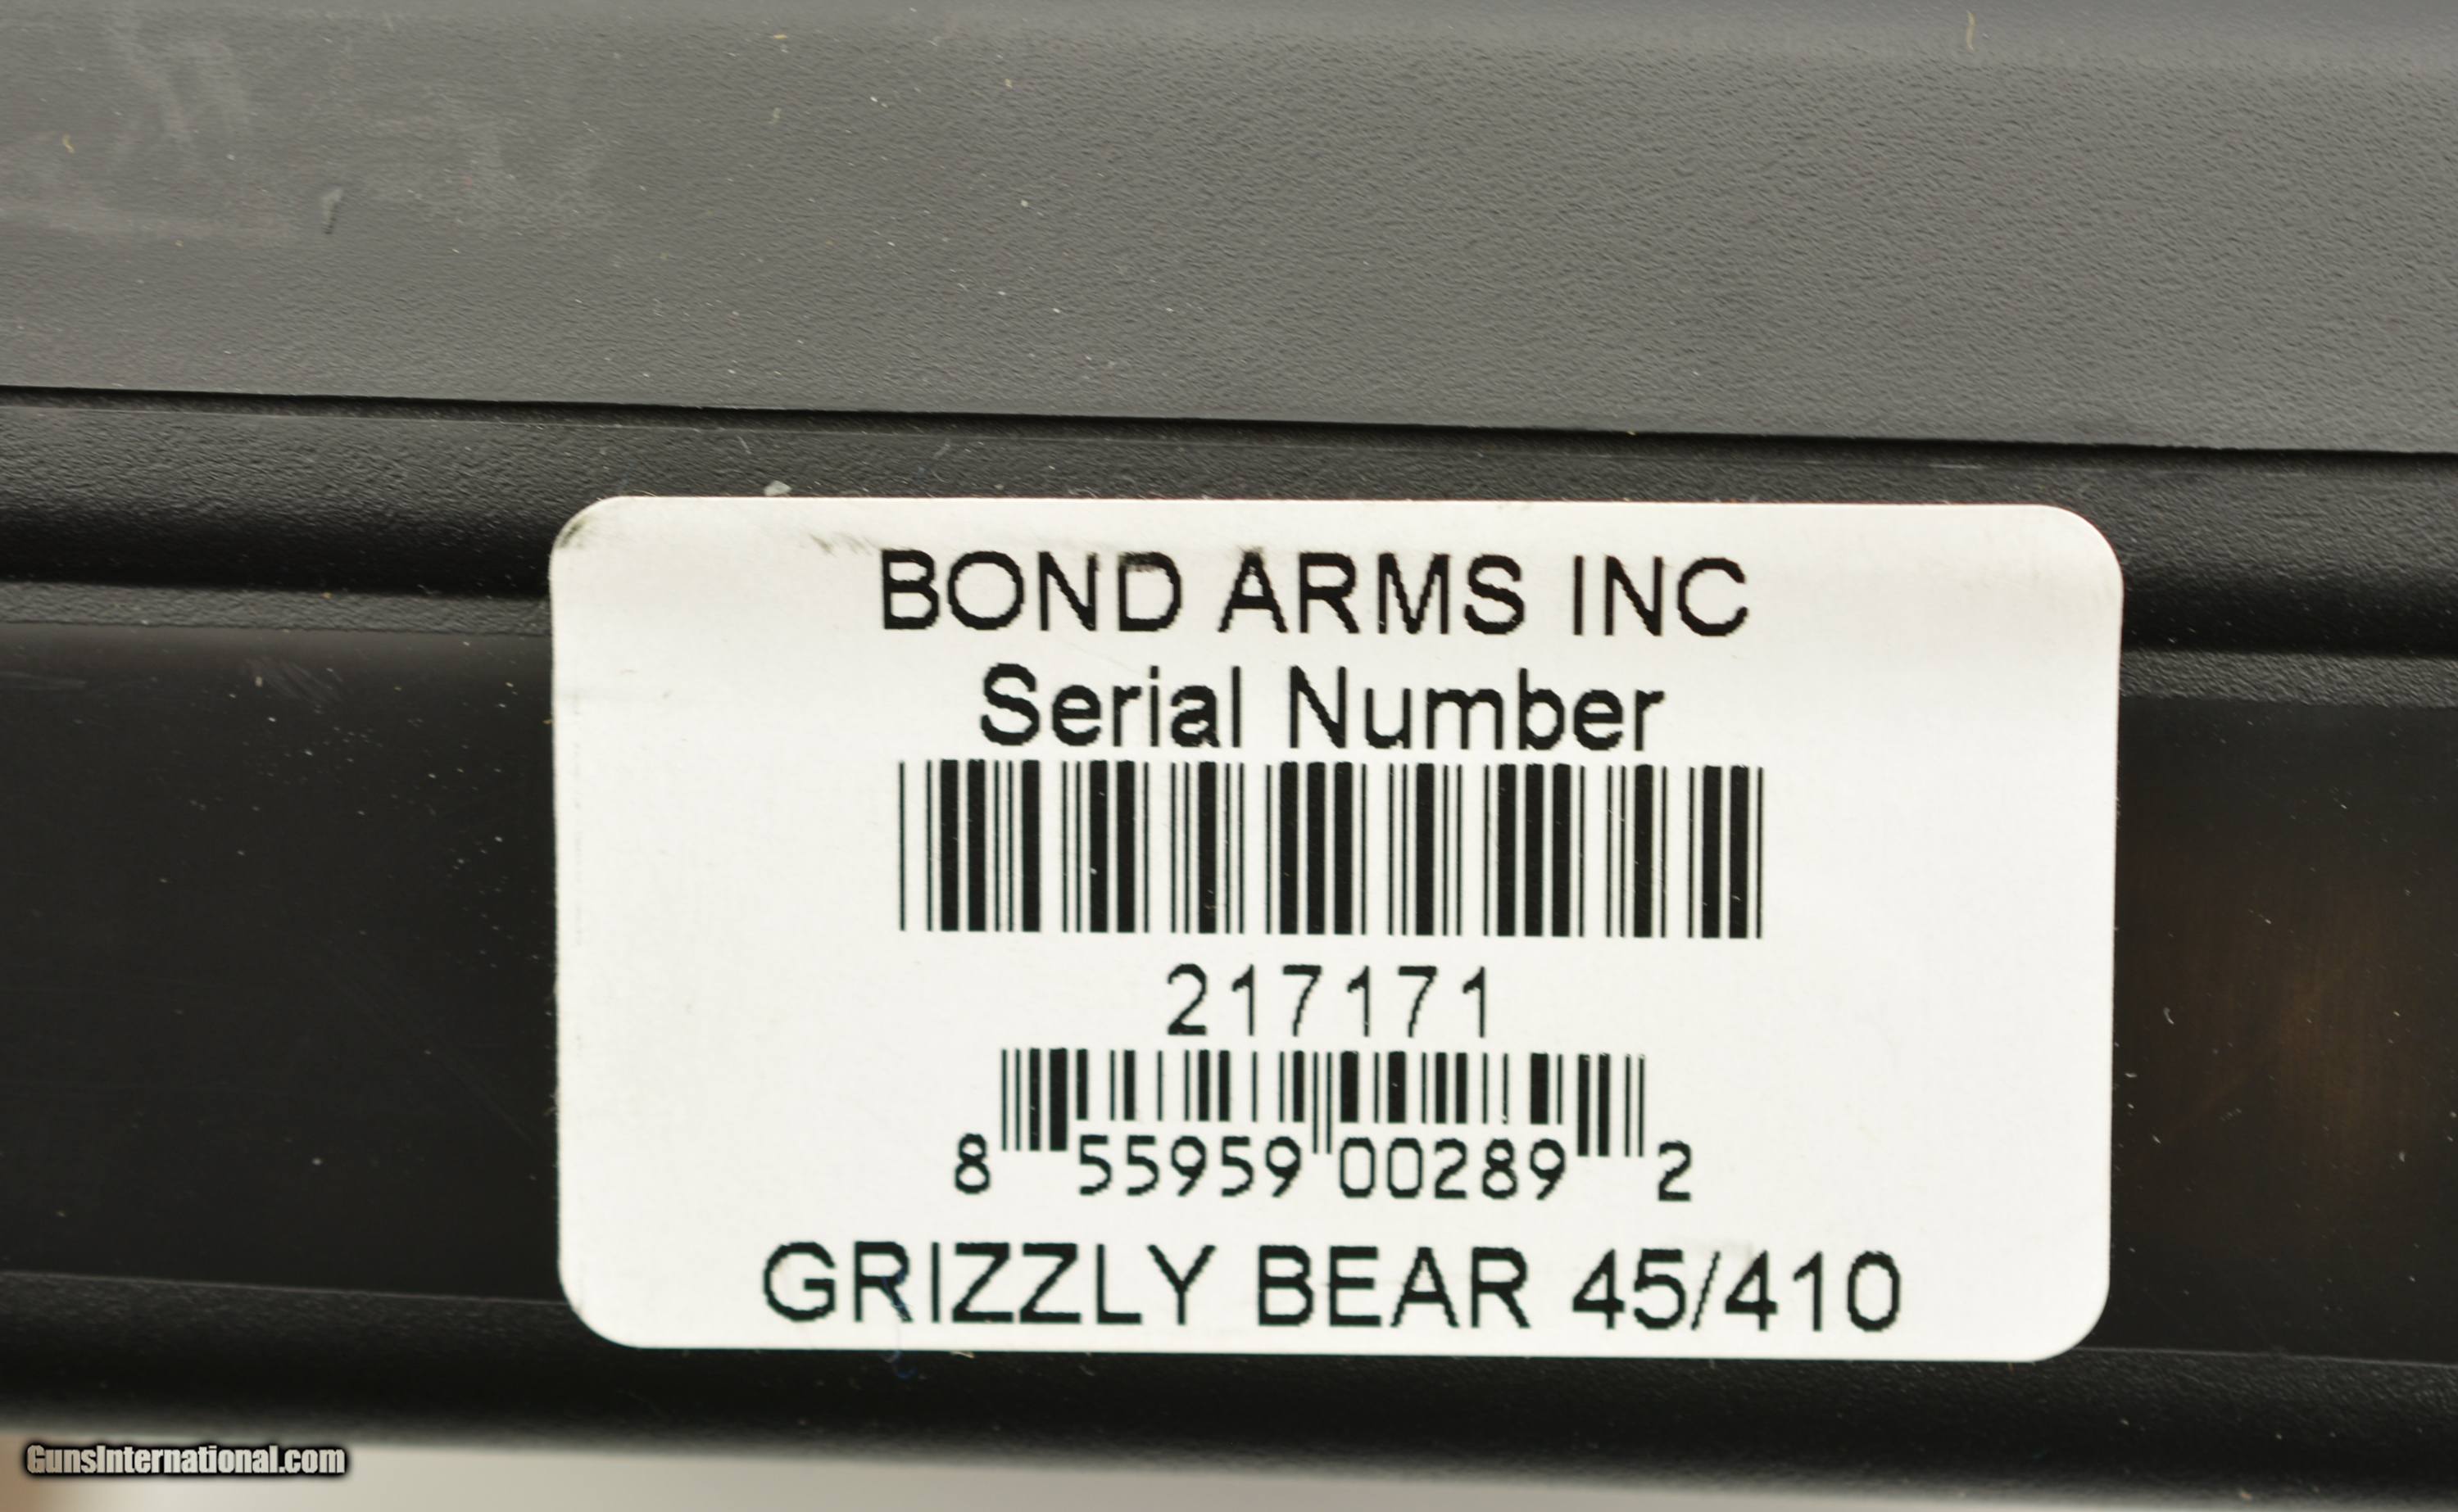 BOND ARMS INC
Serial Number
217171
8 55959 00289 2
GRIZZLY BEAR 45/410
GunsInternational.com